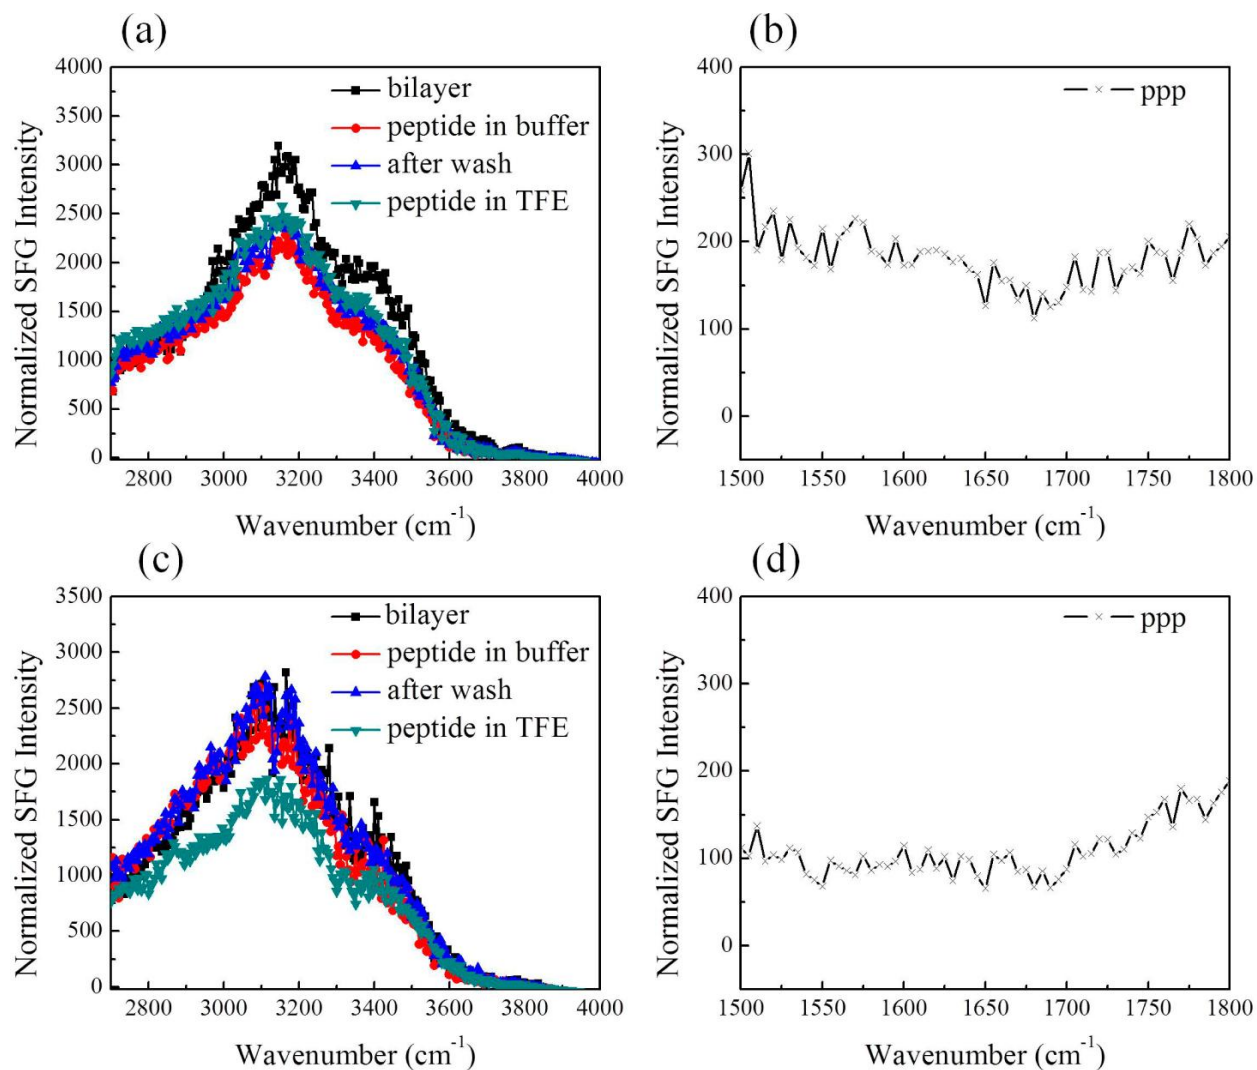 (a)
Normalized SFG Intensity
4000
3500
3000
2500
2000
1500
1000
500
0
bilayer
peptide in buffer
after wash
peptide in TFE
2800 3000 3200 3400 3600 3800 4000
Wavenumber (cm-1)
(b)
Normalized SFG Intensity
400
300
200
100
0
ppp
1500 1550 1600 1650 1700 1750 1800
Wavenumber (cm-1)
(c)
Normalized SFG Intensity
3500
3000
2500
2000
1500
1000
500
0
bilayer
peptide in buffer
after wash
peptide in TFE
2800 3000 3200 3400 3600 3800 4000
Wavenumber (cm-1)
(d)
Normalized SFG Intensity
400
300
200
100
0
ppp
1500 1550 1600 1650 1700 1750 1800
Wavenumber (cm-1)